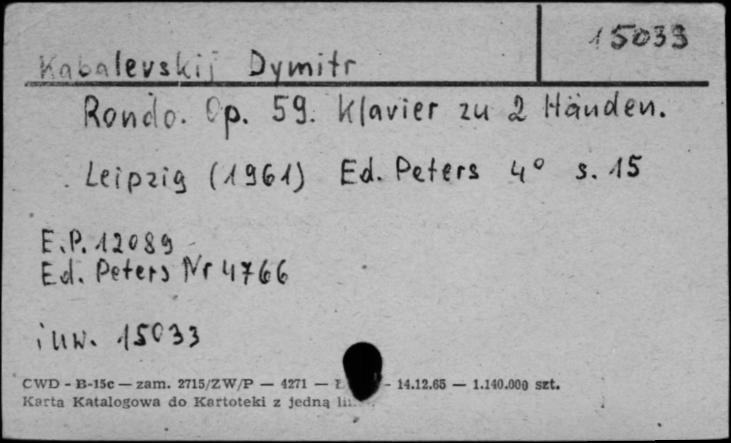 15033
Kabalevskij Dymitr
Rondo. Op. 59. Klavier zu 2 Händen.
Leipzig (1961) Ed. Peters 4° s. 15
E.P. 12089
Ed. Peters Nr 4766
inw. 15033
CWD - B-15c — zam. 2715/ZW/P — 4271 — - 14.12.65 — 1.140.000 szt.
Karta Katalogowa do Kartoteki z jedną